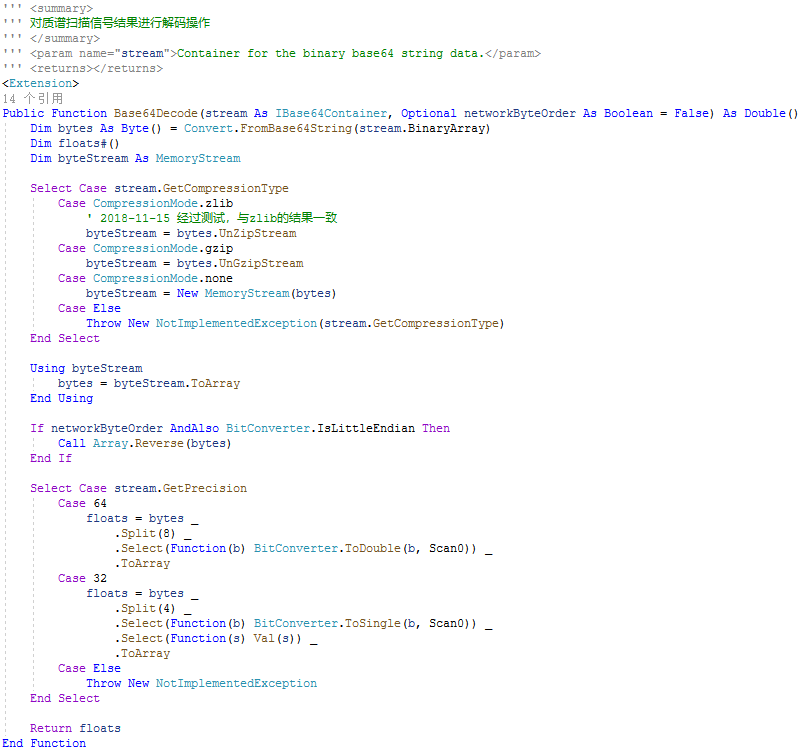 ''' <summary>
''' 对质谱扫描信号结果进行解码操作
''' </summary>
''' <param name="stream">Container for the binary base64 string data.</param>
''' <returns></returns>
<Extension>
14 个引用
Public Function Base64Decode(stream As IBase64Container, Optional networkByteOrder As Boolean = False) As Double()
Dim bytes As Byte() = Convert.FromBase64String(stream.BinaryArray)
Dim floats#()
Dim byteStream As MemoryStream
Select Case stream.GetCompressionType
Case CompressionMode.zlib
' 2018-11-15 经过测试，与zlib的结果一致
byteStream = bytes.UnZipStream
Case CompressionMode.gzip
byteStream = bytes.UnGzipStream
Case CompressionMode.none
byteStream = New MemoryStream(bytes)
Case Else
Throw New NotImplementedException(stream.GetCompressionType)
End Select
Using byteStream
bytes = byteStream.ToArray
End Using
If networkByteOrder AndAlso BitConverter.IsLittleEndian Then
Call Array.Reverse(bytes)
End If
Select Case stream.GetPrecision
Case 64
floats = bytes _
.Split(8) _
.Select(Function(b) BitConverter.ToDouble(b, Scan0)) _
.ToArray
Case 32
floats = bytes _
.Split(4) _
.Select(Function(b) BitConverter.ToSingle(b, Scan0)) _
.Select(Function(s) Val(s)) _
.ToArray
Case Else
Throw New NotImplementedException
End Select
Return floats
End Function